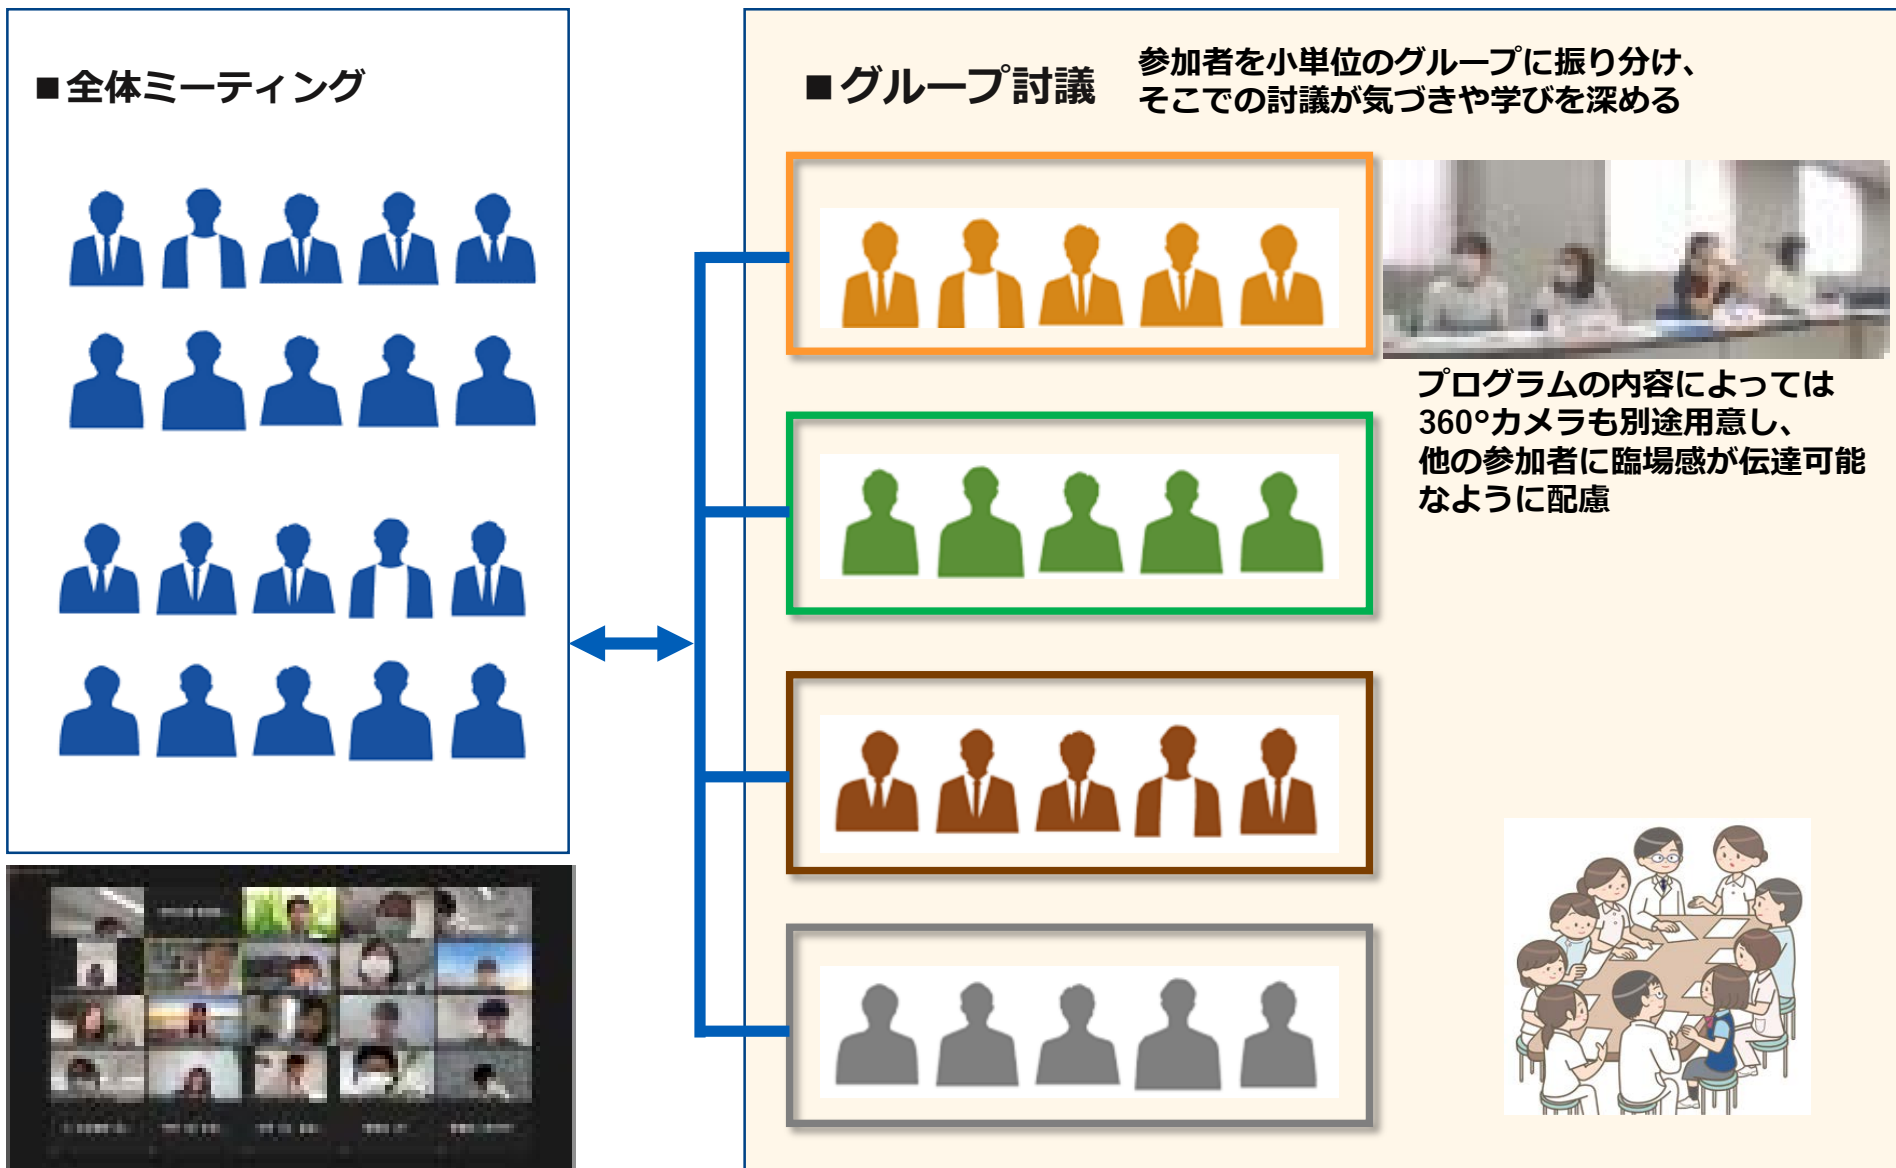 ■全体ミーティング
■グループ討議
参加者を小単位のグループに振り分け、
そこでの討議が気づきや学びを深める
プログラムの内容によっては
360°カメラも別途用意し、
他の参加者に臨場感が伝達可能
なように配慮